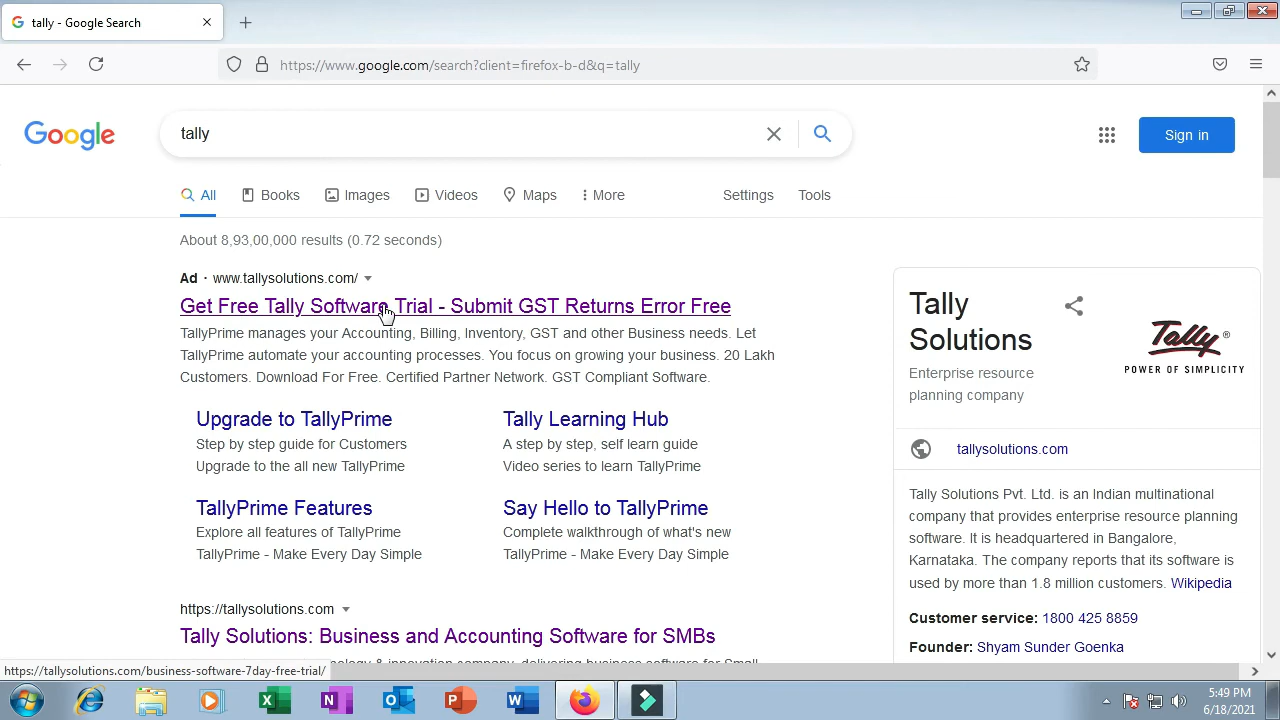 tally - Google Search
https://www.google.com/search?client=firefox-b-d&q=tally
Google
tally
Sign in
All
Books
Images
Videos
Maps
More
Settings
Tools
About 8,93,00,000 results (0.72 seconds)
Ad · www.tallysolutions.com/
Get Free Tally Software Trial - Submit GST Returns Error Free
TallyPrime manages your Accounting, Billing, Inventory, GST and other Business needs. Let
TallyPrime automate your accounting processes. You focus on growing your business. 20 Lakh
Customers. Download For Free. Certified Partner Network. GST Compliant Software.
Upgrade to TallyPrime
Step by step guide for Customers
Upgrade to the all new TallyPrime
Tally Learning Hub
A step by step, self learn guide
Video series to learn TallyPrime
TallyPrime Features
Explore all features of TallyPrime
TallyPrime - Make Every Day Simple
Say Hello to TallyPrime
Complete walkthrough of what's new
TallyPrime - Make Every Day Simple
https://tallysolutions.com
Tally Solutions: Business and Accounting Software for SMBs
& innovation company, delivering business software for Small
Tally
Solutions
Enterprise resource
planning company
Tally ®
POWER OF SIMPLICITY
tallysolutions.com
Tally Solutions Pvt. Ltd. is an Indian multinational
company that provides enterprise resource planning
software. It is headquartered in Bangalore,
Karnataka. The company reports that its software is
used by more than 1.8 million customers. Wikipedia
Customer service: 1800 425 8859
Founder: Shyam Sunder Goenka
https://tallysolutions.com/business-software-7day-free-trial/
5:49 PM
6/18/2021